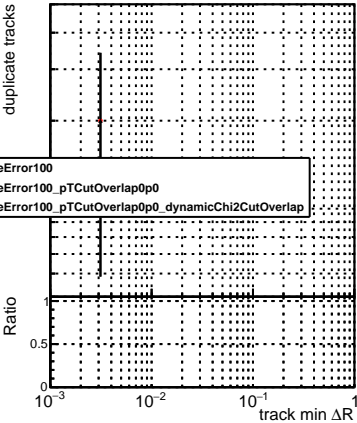 duplicate tracks
eError100
eError100_pTCutOverlap0p0
eError100_pTCutOverlap0p0_dynamicChi2CutOverlap
Ratio
1
0.5
0
10⁻³ 10⁻² 10⁻¹ 1
track min ΔR